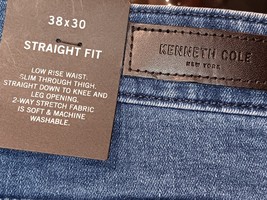 38x30
STRAIGHT FIT
LOW RISE WAIST.
SLIM THROUGH THIGH.
STRAIGHT DOWN TO KNEE AND
LEG OPENING.
2-WAY STRETCH FABRIC
IS SOFT & MACHINE
WASHABLE.
KENNETH COLE
NEW YORK